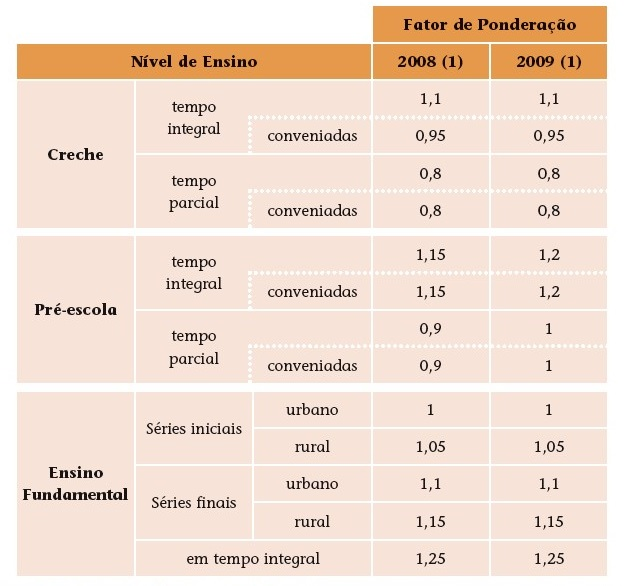 Fator de Ponderação
Nível de Ensino 2008 (1) 2009 (1)
Creche
tempo integral 1,1 1,1
conveniadas 0,95 0,95
tempo parcial 0,8 0,8
conveniadas 0,8 0,8
Pré-escola
tempo integral 1,15 1,2
conveniadas 1,15 1,2
tempo parcial 0,9 1
conveniadas 0,9 1
Ensino Fundamental
Séries iniciais urbano 1 1
rural 1,05 1,05
Séries finais urbano 1,1 1,1
rural 1,15 1,15
em tempo integral 1,25 1,25